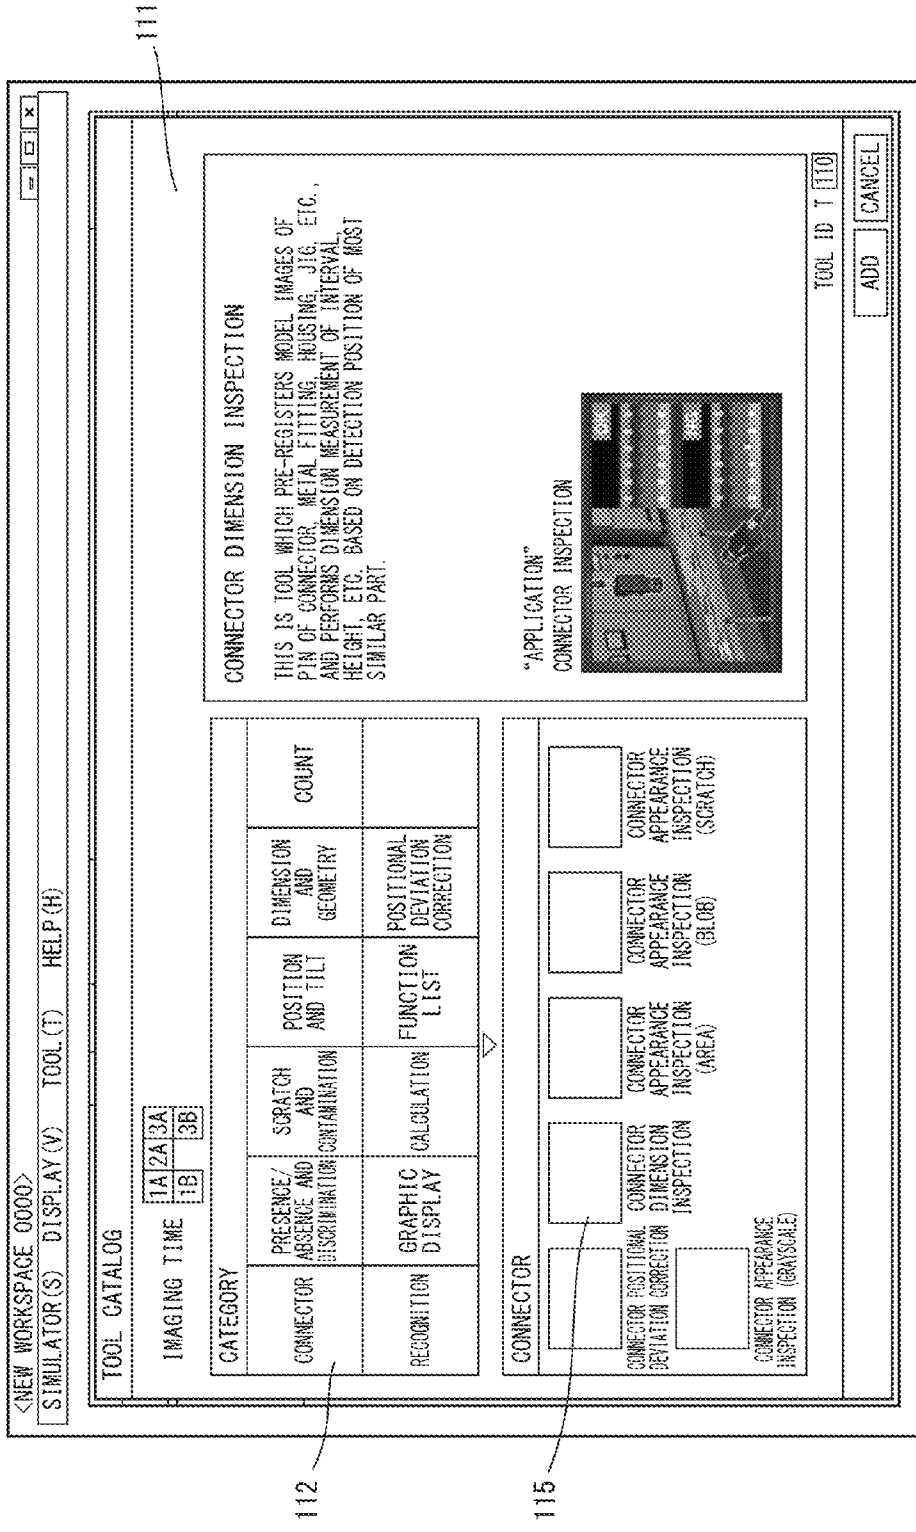 111
<NEW WORKSPACE 0000>
SIMULATOR(S) DISPLAY(V) TOOL(T) HELP(H)
TOOL CATALOG
IMAGING TIME
1A 2A 3A
1B 3B
CATEGORY
CONNECTOR
PRESENCE/
ABSENCE AND
DISCRIMINATION
SCRATCH
AND
CONTAMINATION
POSITION
AND TILT
DIMENSION
AND
GEOMETRY
COUNT
RECOGNITION
GRAPHIC
DISPLAY
CALCULATION
FUNCTION
LIST
POSITIONAL
DEVIATION
CORRECTION
112
CONNECTOR
CONNECTOR POSITIONAL
DEVIATION CORRECTION
CONNECTOR
DIMENSION
INSPECTION
CONNECTOR
APPEARANCE
INSPECTION
(AREA)
CONNECTOR
APPEARANCE
INSPECTION
(BLOB)
CONNECTOR
APPEARANCE
INSPECTION
(SCRATCH)
CONNECTOR APPEARANCE
INSPECTION (GRAYSCALE)
115
CONNECTOR DIMENSION INSPECTION
THIS IS TOOL WHICH PRE-REGISTERS MODEL IMAGES OF
PIN OF CONNECTOR, METAL FITTING, HOUSING, JIG, ETC.,
AND PERFORMS DIMENSION MEASUREMENT OF INTERVAL,
HEIGHT, ETC. BASED ON DETECTION POSITION OF MOST
SIMILAR PART.
"APPLICATION"
CONNECTOR INSPECTION
TOOL ID T 110
ADD CANCEL